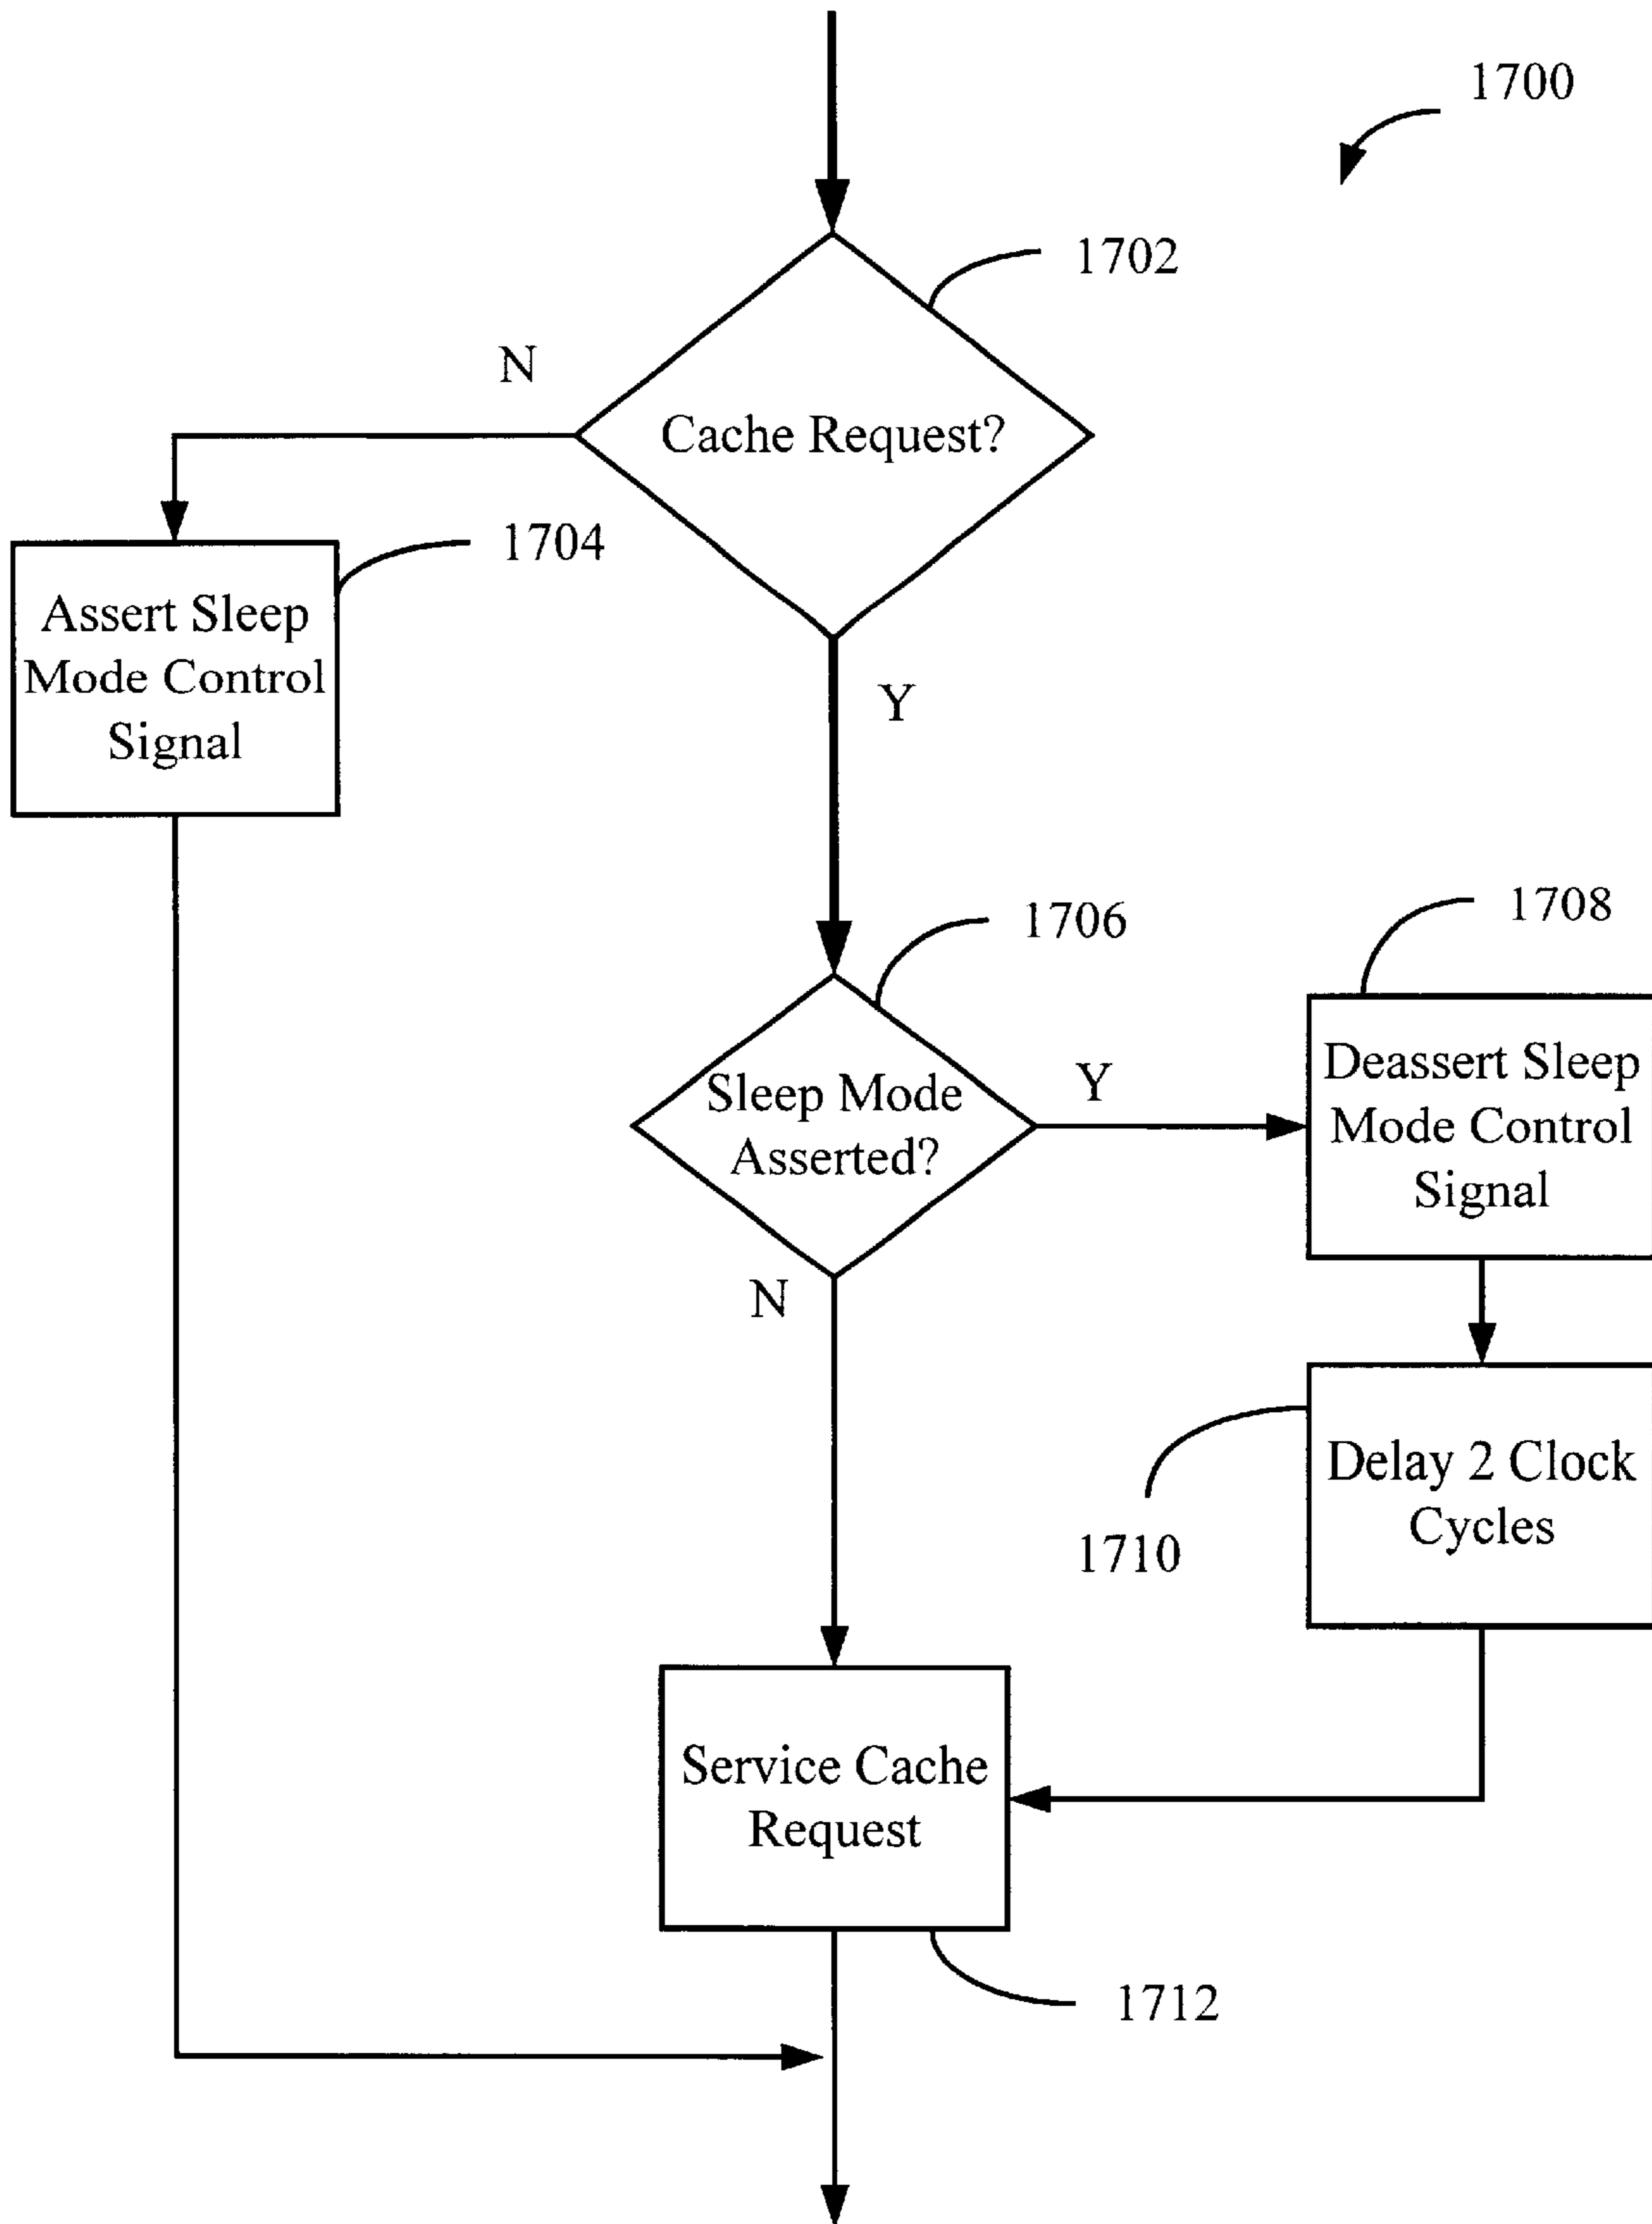 1700
1702
N
Cache Request?
1704
Assert Sleep
Mode Control
Signal
Y
1706
1708
Sleep Mode
Asserted?
Y
Deassert Sleep
Mode Control
Signal
N
1710
Delay 2 Clock
Cycles
Service Cache
Request
1712